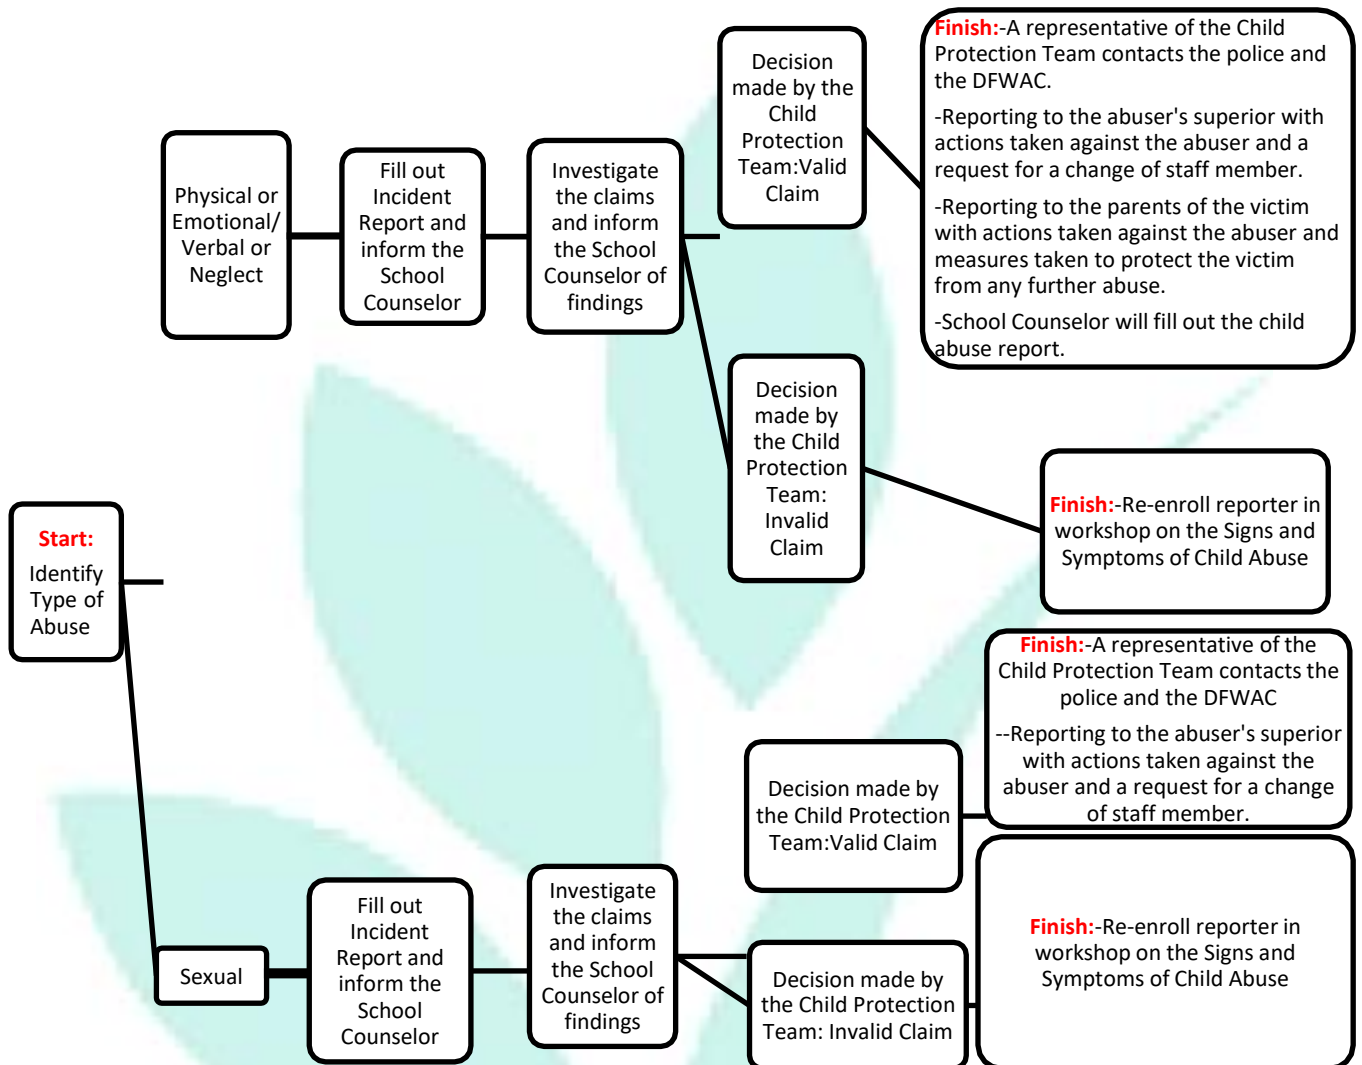 Start:
Identify
Type of
Abuse
Physical or
Emotional/
Verbal or
Neglect
Fill out
Incident
Report and
inform the
School
Counselor
Investigate
the claims
and inform
the School
Counselor of
findings
Decision
made by the
Child
Protection
Team:Valid
Claim
Finish:-A representative of the Child
Protection Team contacts the police and
the DFWAC.
-Reporting to the abuser's superior with
actions taken against the abuser and a
request for a change of staff member.
-Reporting to the parents of the victim
with actions taken against the abuser and
measures taken to protect the victim
from any further abuse.
-School Counselor will fill out the child
abuse report.
Decision
made by
the Child
Protection
Team:
Invalid
Claim
Finish:-Re-enroll reporter in
workshop on the Signs and
Symptoms of Child Abuse
Sexual
Fill out
Incident
Report and
inform the
School
Counselor
Investigate
the claims
and inform
the School
Counselor of
findings
Decision made by
the Child Protection
Team:Valid Claim
Finish:-A representative of the
Child Protection Team contacts the
police and the DFWAC
--Reporting to the abuser's superior
with actions taken against the
abuser and a request for a change
of staff member.
Decision made by
the Child Protection
Team: Invalid Claim
Finish:-Re-enroll reporter in
workshop on the Signs and
Symptoms of Child Abuse